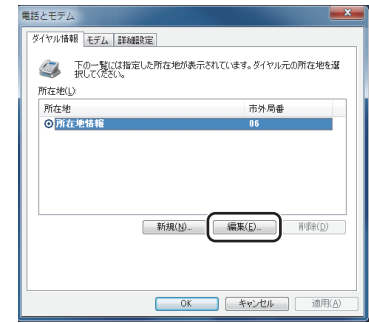 電話とモデム
ダイヤル情報 モデム 詳細設定
下の一覧には指定した所在地が表示されています。ダイヤル元の所在地を選
択してください。
所在地(L):
所在地 市外局番
所在地情報 06
新規(N)... 編集(E)... 削除(D)
OK キャンセル 適用(A)